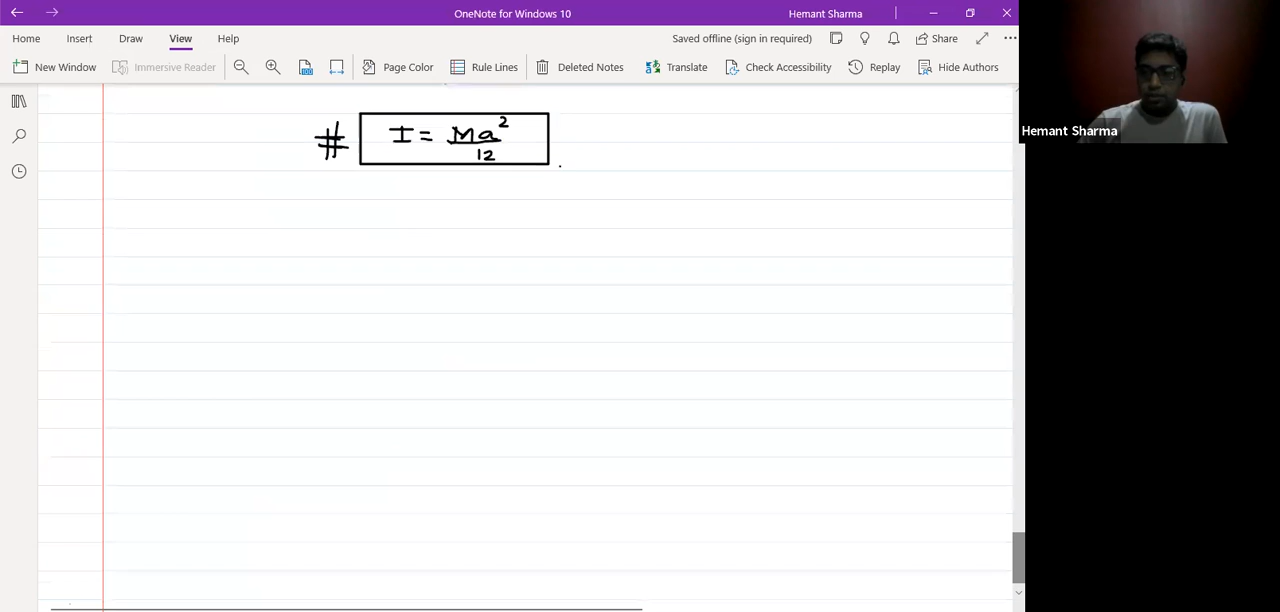 OneNote for Windows 10
Hemant Sharma
Home Insert Draw View Help
Saved offline (sign in required) Share
New Window Immersive Reader 100 Page Color Rule Lines Deleted Notes Translate Check Accessibility Replay Hide Authors
# I = Ma²/12
Hemant Sharma